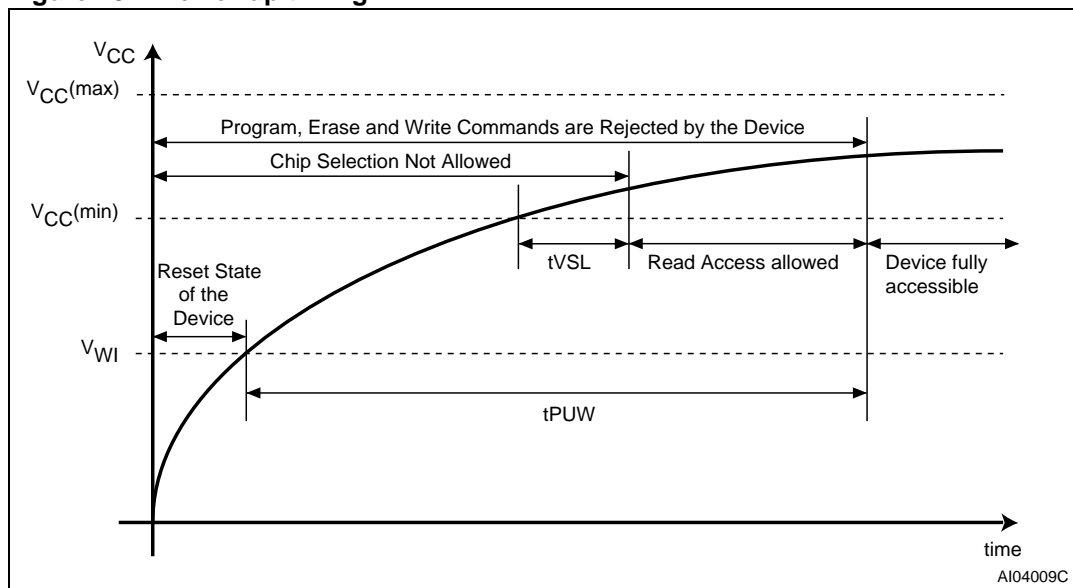 VCC
VCC(max)
Program, Erase and Write Commands are Rejected by the Device
Chip Selection Not Allowed
VCC(min)
tVSL
Read Access allowed
Device fully
accessible
Reset State
of the
Device
VWI
tPUW
time
AI04009C